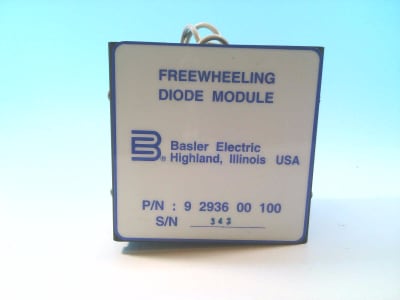 FREEWHEELING
DIODE MODULE
B® Basler Electric
Highland, Illinois USA
P/N : 9 2936 00 100
S/N 343